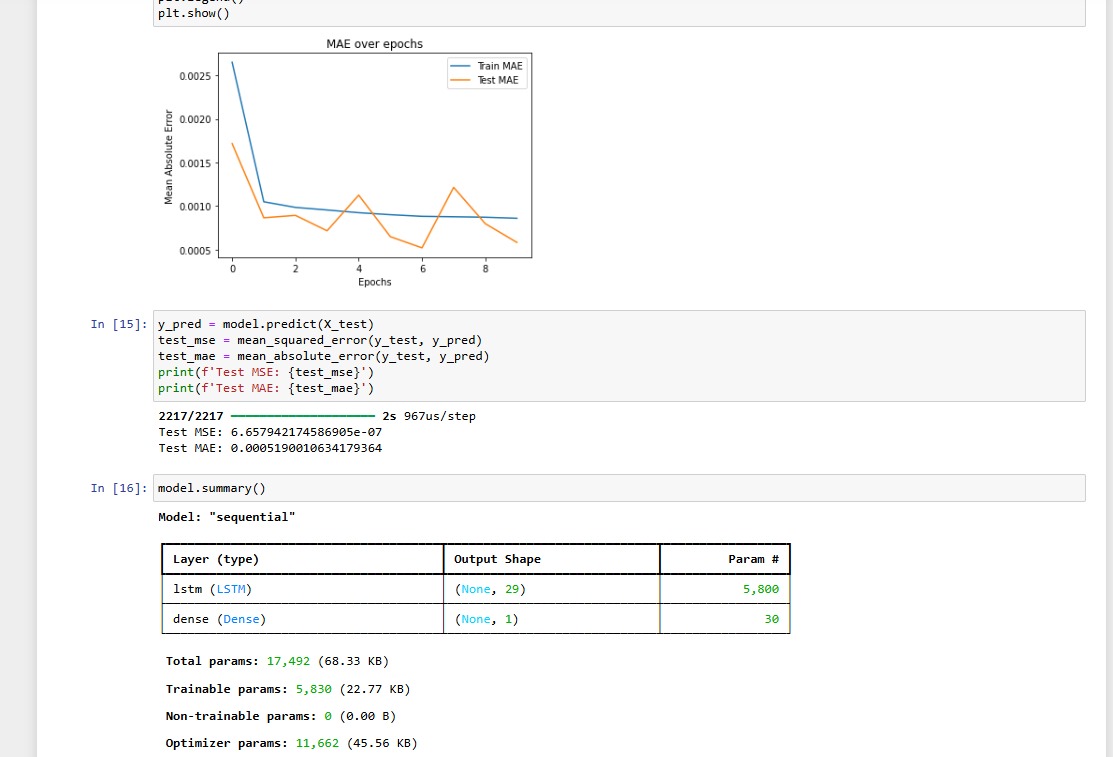 plt.show()
MAE over epochs
Train MAE
Test MAE
0.0025
0.0020
0.0015
0.0010
0.0005
Mean Absolute Error
0 2 4 6 8
Epochs
In [15]: y_pred = model.predict(X_test)
test_mse = mean_squared_error(y_test, y_pred)
test_mae = mean_absolute_error(y_test, y_pred)
print(f'Test MSE: {test_mse}')
print(f'Test MAE: {test_mae}')
2217/2217 2s 967us/step
Test MSE: 6.657942174586905e-07
Test MAE: 0.0005190010634179364
In [16]: model.summary()
Model: "sequential"
Layer (type) Output Shape Param #
lstm (LSTM) (None, 29) 5,800
dense (Dense) (None, 1) 30
Total params: 17,492 (68.33 KB)
Trainable params: 5,830 (22.77 KB)
Non-trainable params: 0 (0.00 B)
Optimizer params: 11,662 (45.56 KB)